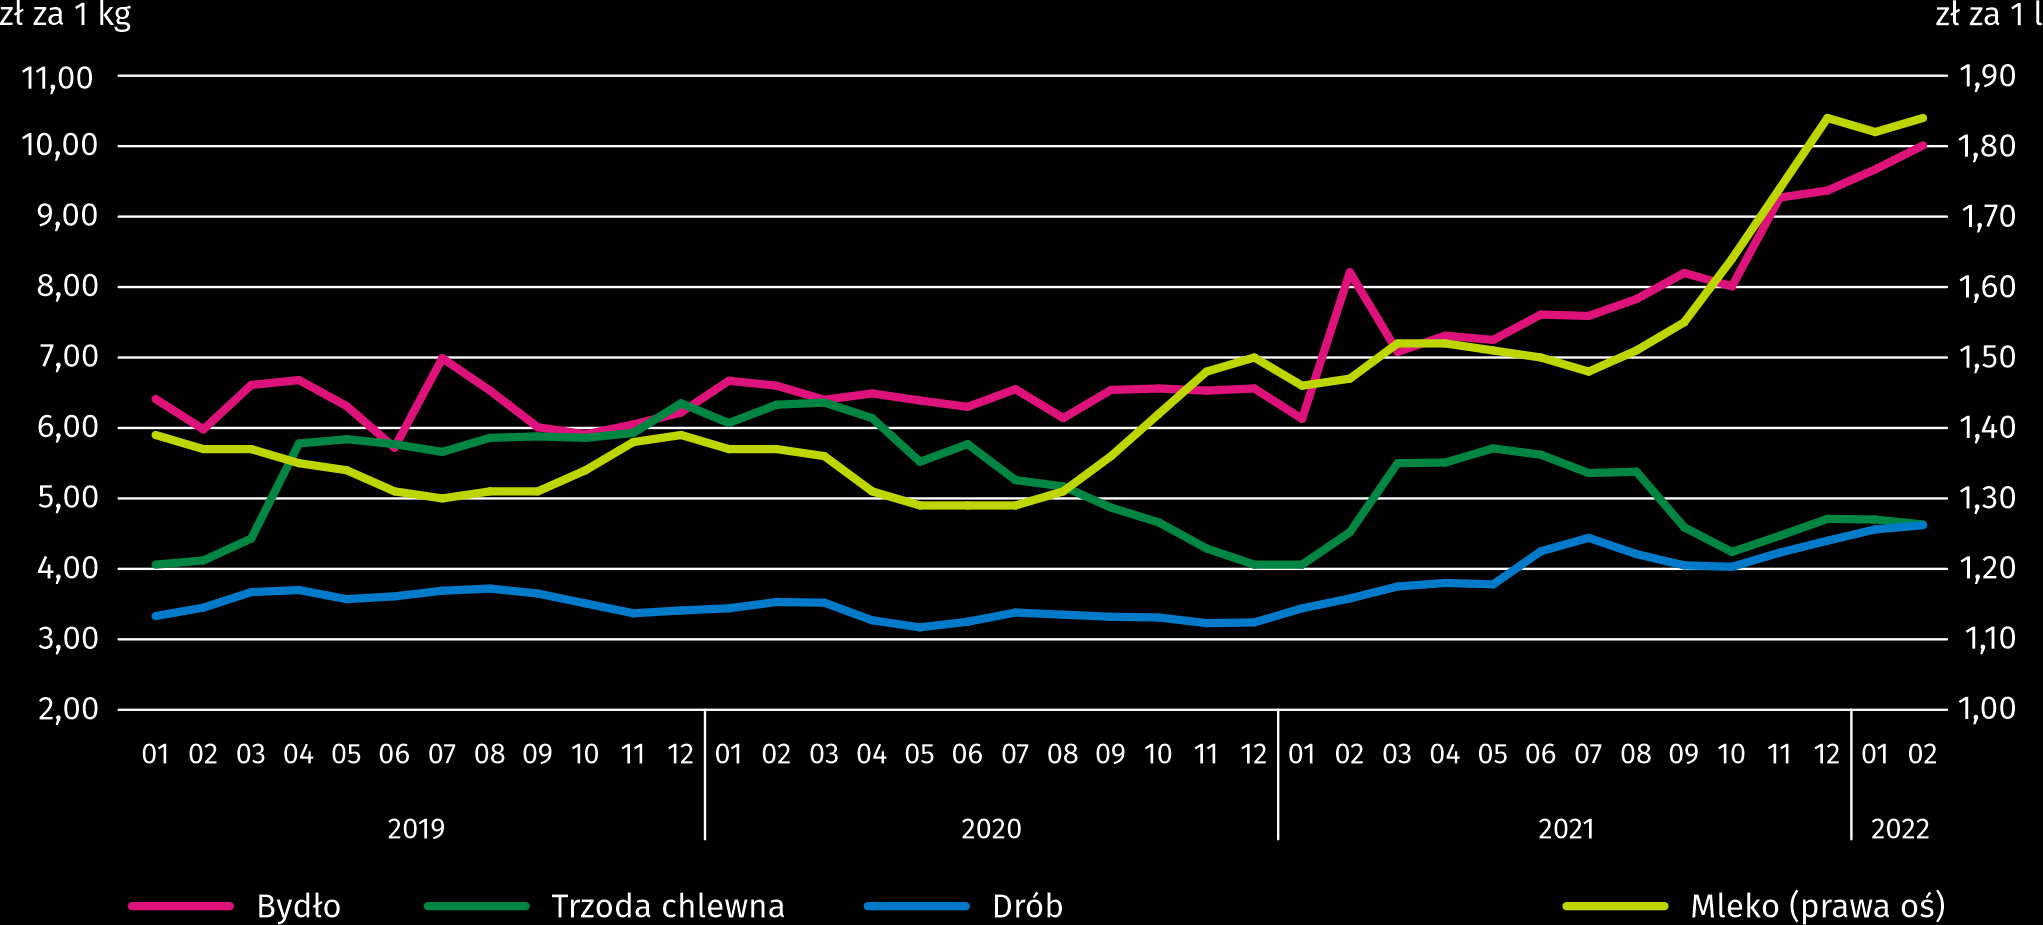 zł za 1 kg
zł za 1 l
11,00 1,90
10,00 1,80
9,00 1,70
8,00 1,60
7,00 1,50
6,00 1,40
5,00 1,30
4,00 1,20
3,00 1,10
2,00 1,00
01 02 03 04 05 06 07 08 09 10 11 12 01 02 03 04 05 06 07 08 09 10 11 12 01 02 03 04 05 06 07 08 09 10 11 12 01 02
2019 2020 2021 2022
Bydło Trzoda chlewna Drób Mleko (prawa oś)